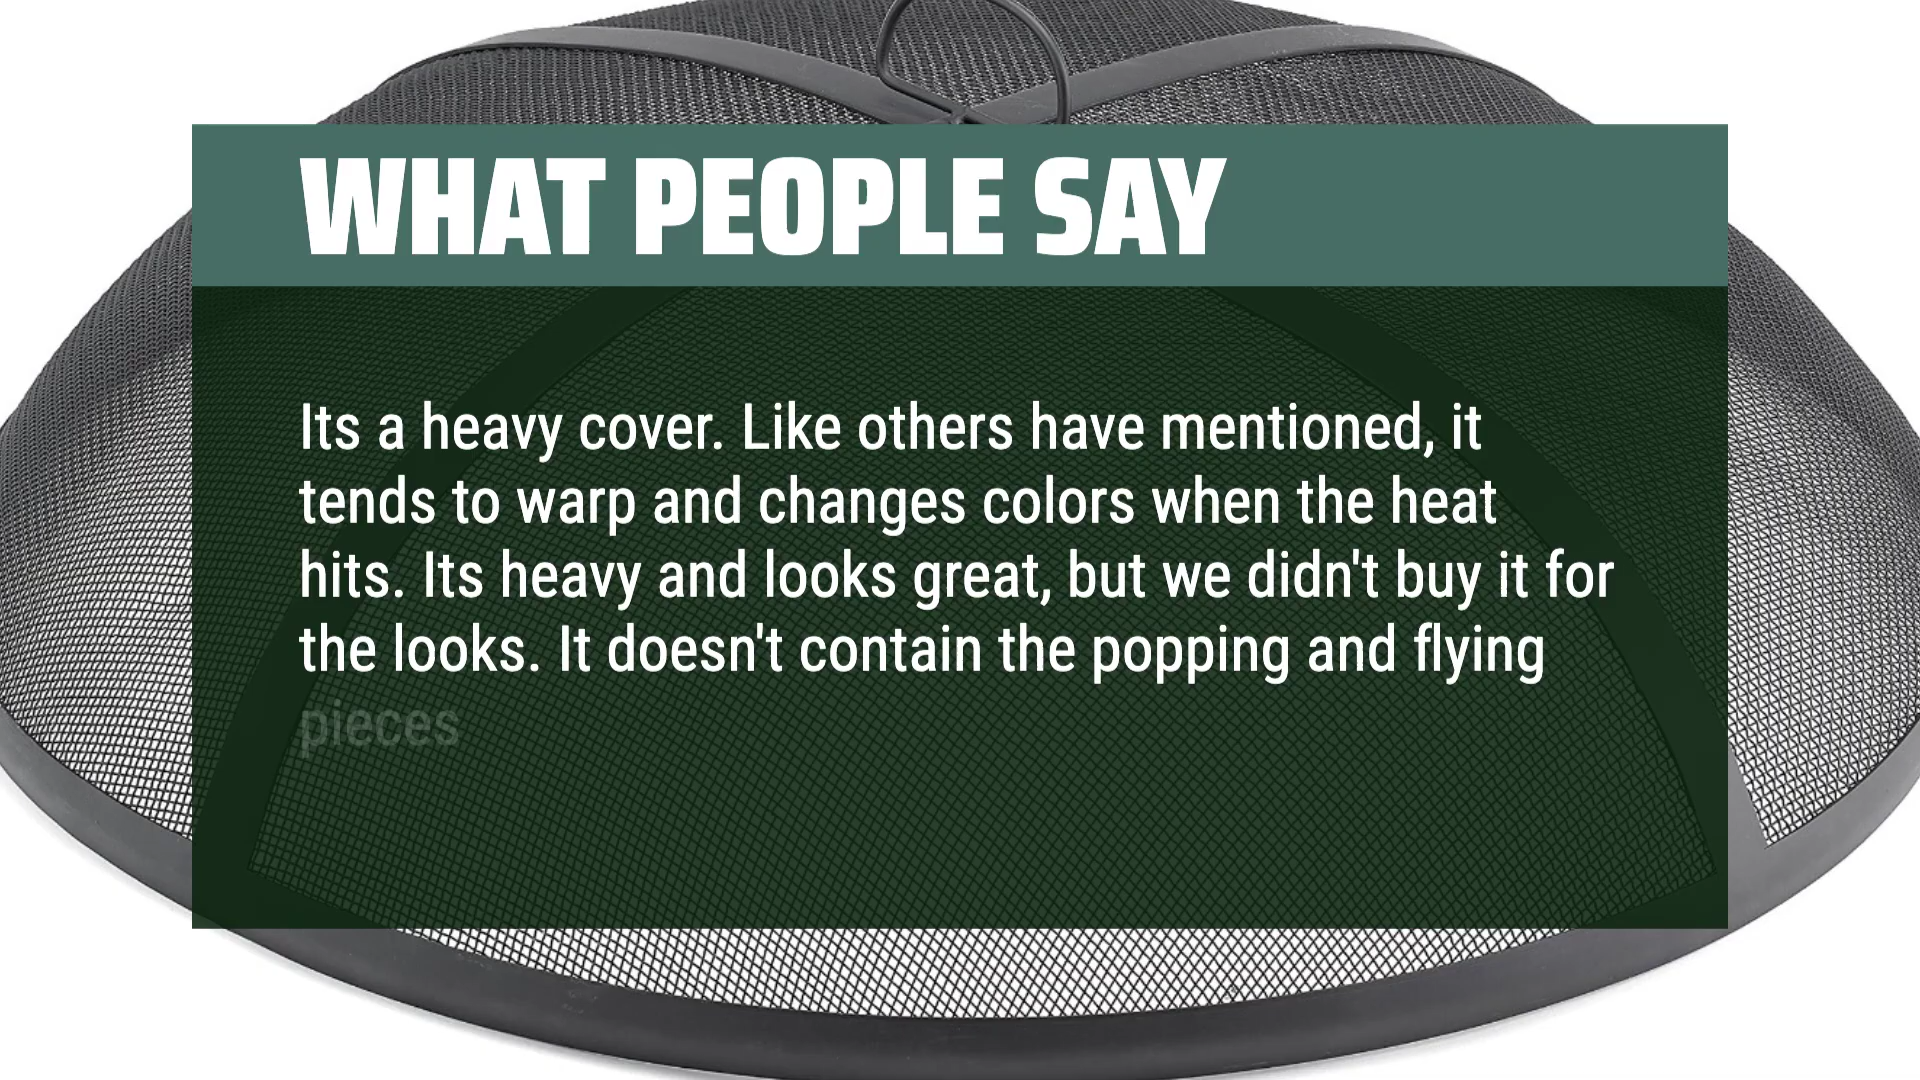 WHAT PEOPLE SAY
Its a heavy cover. Like others have mentioned, it
tends to warp and changes colors when the heat
hits. Its heavy and looks great, but we didn't buy it for
the looks. It doesn't contain the popping and flying
pieces